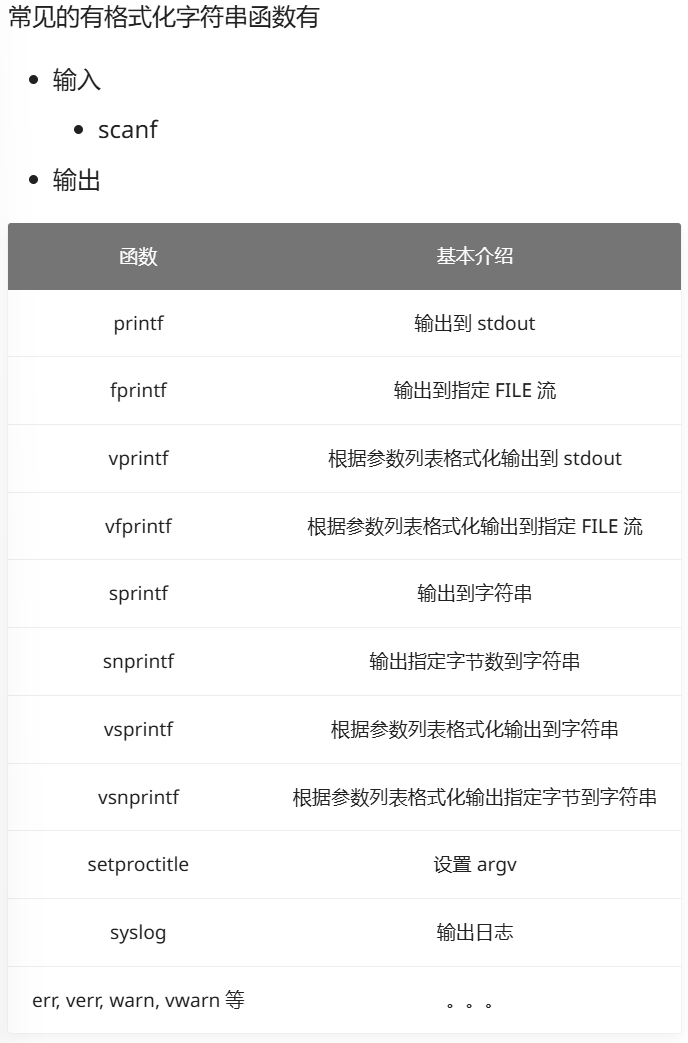 常见的有格式化字符串函数有
输入
scanf
输出
函数 基本介绍
printf 输出到 stdout
fprintf 输出到指定 FILE 流
vprintf 根据参数列表格式化输出到 stdout
vfprintf 根据参数列表格式化输出到指定 FILE 流
sprintf 输出到字符串
snprintf 输出指定字节数到字符串
vsprintf 根据参数列表格式化输出到字符串
vsnprintf 根据参数列表格式化输出指定字节到字符串
setproctitle 设置 argv
syslog 输出日志
err, verr, warn, vwarn 等 。。。